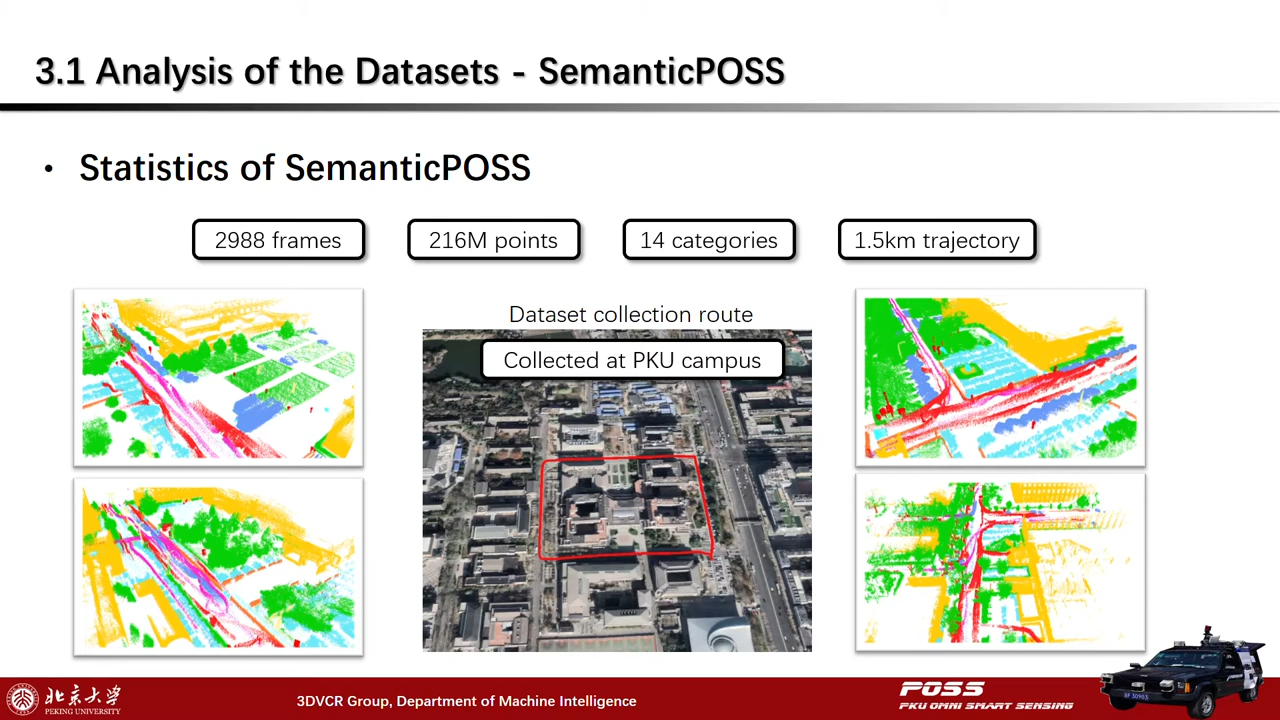 3.1 Analysis of the Datasets - SemanticPOSS
• Statistics of SemanticPOSS
2988 frames
216M points
14 categories
1.5km trajectory
Dataset collection route
Collected at PKU campus
北京大学
PEKING UNIVERSITY
3DVCR Group, Department of Machine Intelligence
POSS
PKU OMNI SMART SENSING